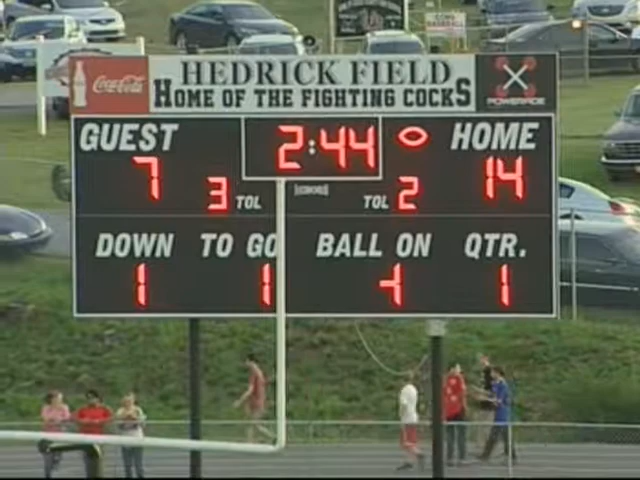 Coca-Cola
HEDRICK FIELD
HOME OF THE FIGHTING COCKS
POWERADE
GUEST 2:44 HOME
7 14
3 TOL TOL 2
DOWN TO GO BALL ON QTR.
1 1 4 1